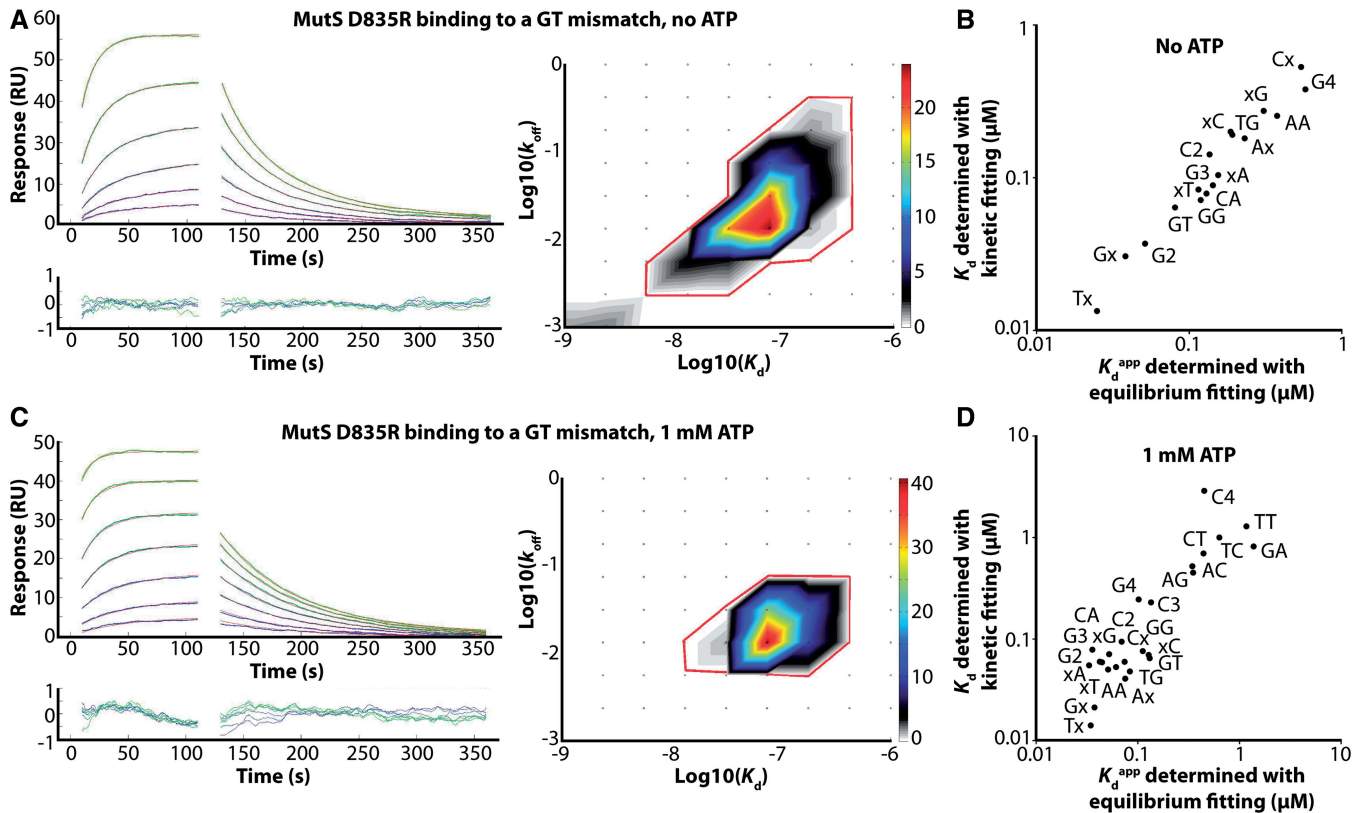 A
MutS D835R binding to a GT mismatch, no ATP
Response (RU)
60
50
40
30
20
10
0
0 50 100 150 200 250 300 350
Time (s)
1
0
-1
0 50 100 150 200 250 300 350
Time (s)
Log10(koff)
0
-1
-2
-3
-9 -8 -7 -6
Log10(Kd)
20
15
10
5
0
B
No ATP
Kd determined with
kinetic fitting (µM)
1
0.1
0.01
Cx
G4
xG
AA
xC TG
Ax
C2
G3 xA
xT CA
GT GG
Gx G2
Tx
0.01 0.1 1
Kd app determined with
equilibrium fitting (µM)
C
MutS D835R binding to a GT mismatch, 1 mM ATP
Response (RU)
50
40
30
20
10
0
0 50 100 150 200 250 300 350
Time (s)
1
0
-1
0 50 100 150 200 250 300 350
Time (s)
Log10(koff)
0
-1
-2
-3
-9 -8 -7 -6
Log10(Kd)
40
30
20
10
0
D
1 mM ATP
Kd determined with
kinetic fitting (µM)
10
1
0.1
0.01
C4
TT
CT TC GA
AG AC
G4 C3
CA C2 GG
G3 xG Cx xC
G2 GT
xA TG
xT AA Ax
Gx
Tx
0.01 0.1 1 10
Kd app determined with
equilibrium fitting (µM)